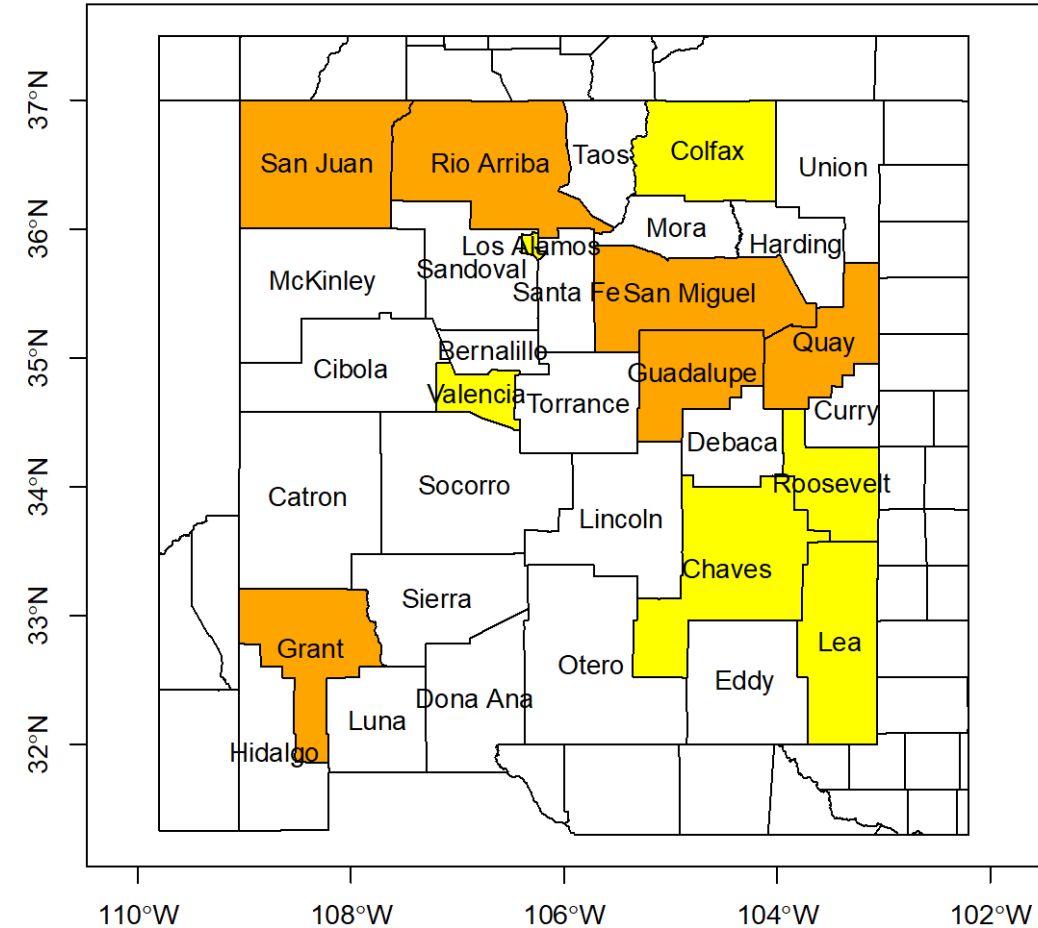 37°N
36°N
35°N
34°N
33°N
32°N
San Juan
Rio Arriba
Taos
Colfax
Union
Mora
Los Alamos
Harding
Sandoval
McKinley
Santa Fe
San Miguel
Quay
Bernalillo
Cibola
Guadalupe
Valencia
Torrance
Curry
Debaca
Roosevelt
Socorro
Catron
Lincoln
Chaves
Sierra
Lea
Grant
Otero
Eddy
Dona Ana
Luna
Hidalgo
110°W
108°W
106°W
104°W
102°W